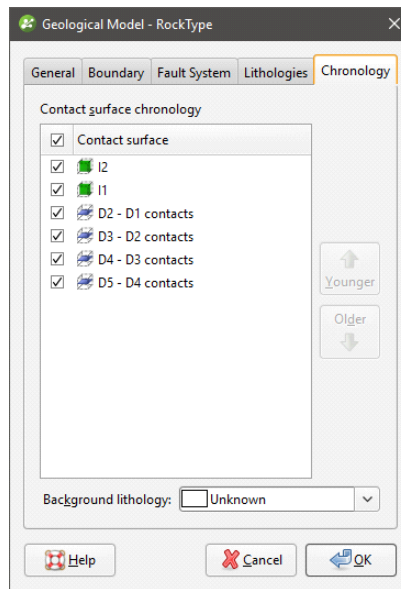 Geological Model - RockType
General Boundary Fault System Lithologies Chronology
Contact surface chronology
Contact surface
I2
I1
D2 - D1 contacts
D3 - D2 contacts
D4 - D3 contacts
D5 - D4 contacts
Younger
Older
Background lithology: Unknown
Help Cancel OK